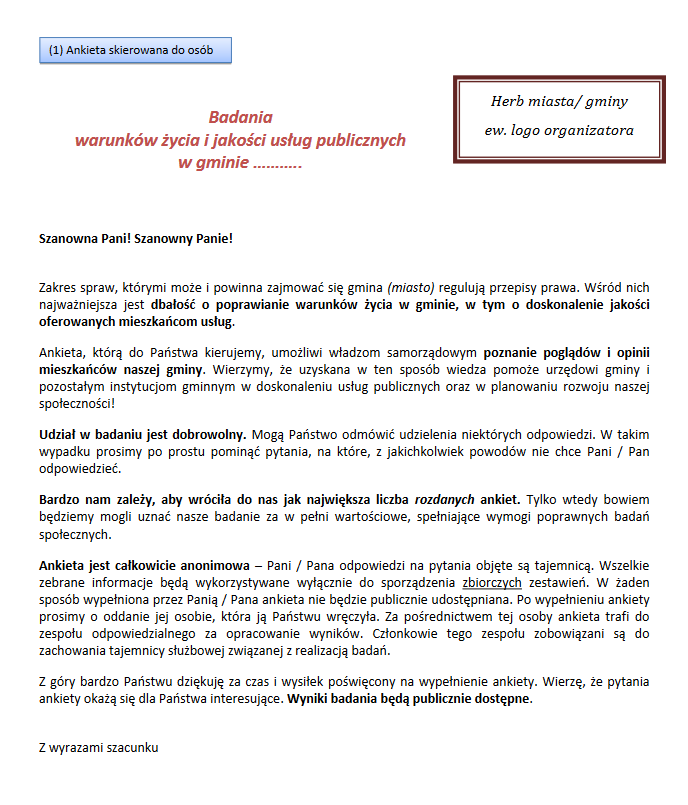 (1) Ankieta skierowana do osób
Herb miasta/ gminy
ew. logo organizatora
Badania
warunków życia i jakości usług publicznych
w gminie ………..
Szanowna Pani! Szanowny Panie!
Zakres spraw, którymi może i powinna zajmować się gmina (miasto) regulują przepisy prawa. Wśród nich
najważniejsza jest dbałość o poprawianie warunków życia w gminie, w tym o doskonalenie jakości
oferowanych mieszkańcom usług.
Ankieta, którą do Państwa kierujemy, umożliwi władzom samorządowym poznanie poglądów i opinii
mieszkańców naszej gminy. Wierzymy, że uzyskana w ten sposób wiedza pomoże urzędowi gminy i
pozostałym instytucjom gminnym w doskonaleniu usług publicznych oraz w planowaniu rozwoju naszej
społeczności!
Udział w badaniu jest dobrowolny. Mogą Państwo odmówić udzielenia niektórych odpowiedzi. W takim
wypadku prosimy po prostu pominąć pytania, na które, z jakichkolwiek powodów nie chce Pani / Pan
odpowiedzieć.
Bardzo nam zależy, aby wróciła do nas jak największa liczba rozdanych ankiet. Tylko wtedy bowiem
będziemy mogli uznać nasze badanie za w pełni wartościowe, spełniające wymogi poprawnych badań
społecznych.
Ankieta jest całkowicie anonimowa – Pani / Pana odpowiedzi na pytania objęte są tajemnicą. Wszelkie
zebrane informacje będą wykorzystywane wyłącznie do sporządzenia zbiorczych zestawień. W żaden
sposób wypełniona przez Panią / Pana ankieta nie będzie publicznie udostępniana. Po wypełnieniu ankiety
prosimy o oddanie jej osobie, która ją Państwu wręczyła. Za pośrednictwem tej osoby ankieta trafi do
zespołu odpowiedzialnego za opracowanie wyników. Członkowie tego zespołu zobowiązani są do
zachowania tajemnicy służbowej związanej z realizacją badań.
Z góry bardzo Państwu dziękuję za czas i wysiłek poświęcony na wypełnienie ankiety. Wierzę, że pytania
ankiety okażą się dla Państwa interesujące. Wyniki badania będą publicznie dostępne.
Z wyrazami szacunku